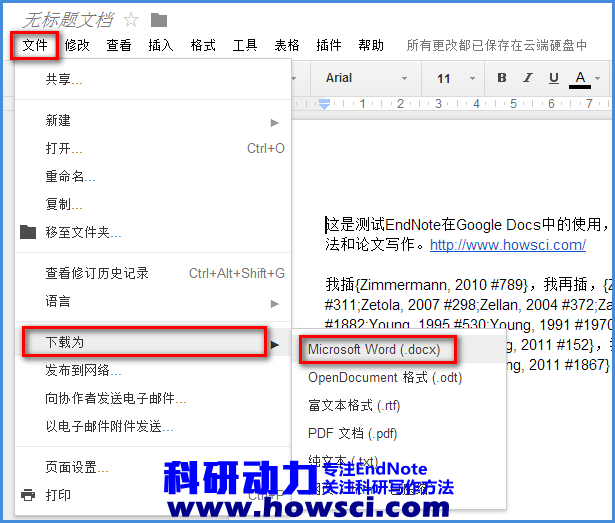 无标题文档
文件 修改 查看 插入 格式 工具 表格 插件 帮助 所有更改都已保存在云端硬盘中
Arial 11 B I U A
1 2 3 4 5 6 7
共享...
新建
打开... Ctrl+O
重命名...
复制...
移至文件夹...
查看修订历史记录 Ctrl+Alt+Shift+G
语言
下载为
发布到网络...
向协作者发送电子邮件...
以电子邮件附件发送...
页面设置...
打印
Microsoft Word (.docx)
OpenDocument 格式 (.odt)
富文本格式 (.rtf)
PDF 文档 (.pdf)
纯文本 (.txt)
这是测试EndNote在Google Docs中的使用，
法和论文写作。http://www.howsci.com/
我插{Zimmermann, 2010 #789}，我再插，{Z
#311;Zetola, 2007 #298;Zellan, 2004 #372;Za
#1882;Young, 1995 #530;Young, 1991 #1970
ng, 2011 #152}，我
ng, 2011 #1867}
科研动力 专注EndNote
关注科研写作方法
www.howsci.com